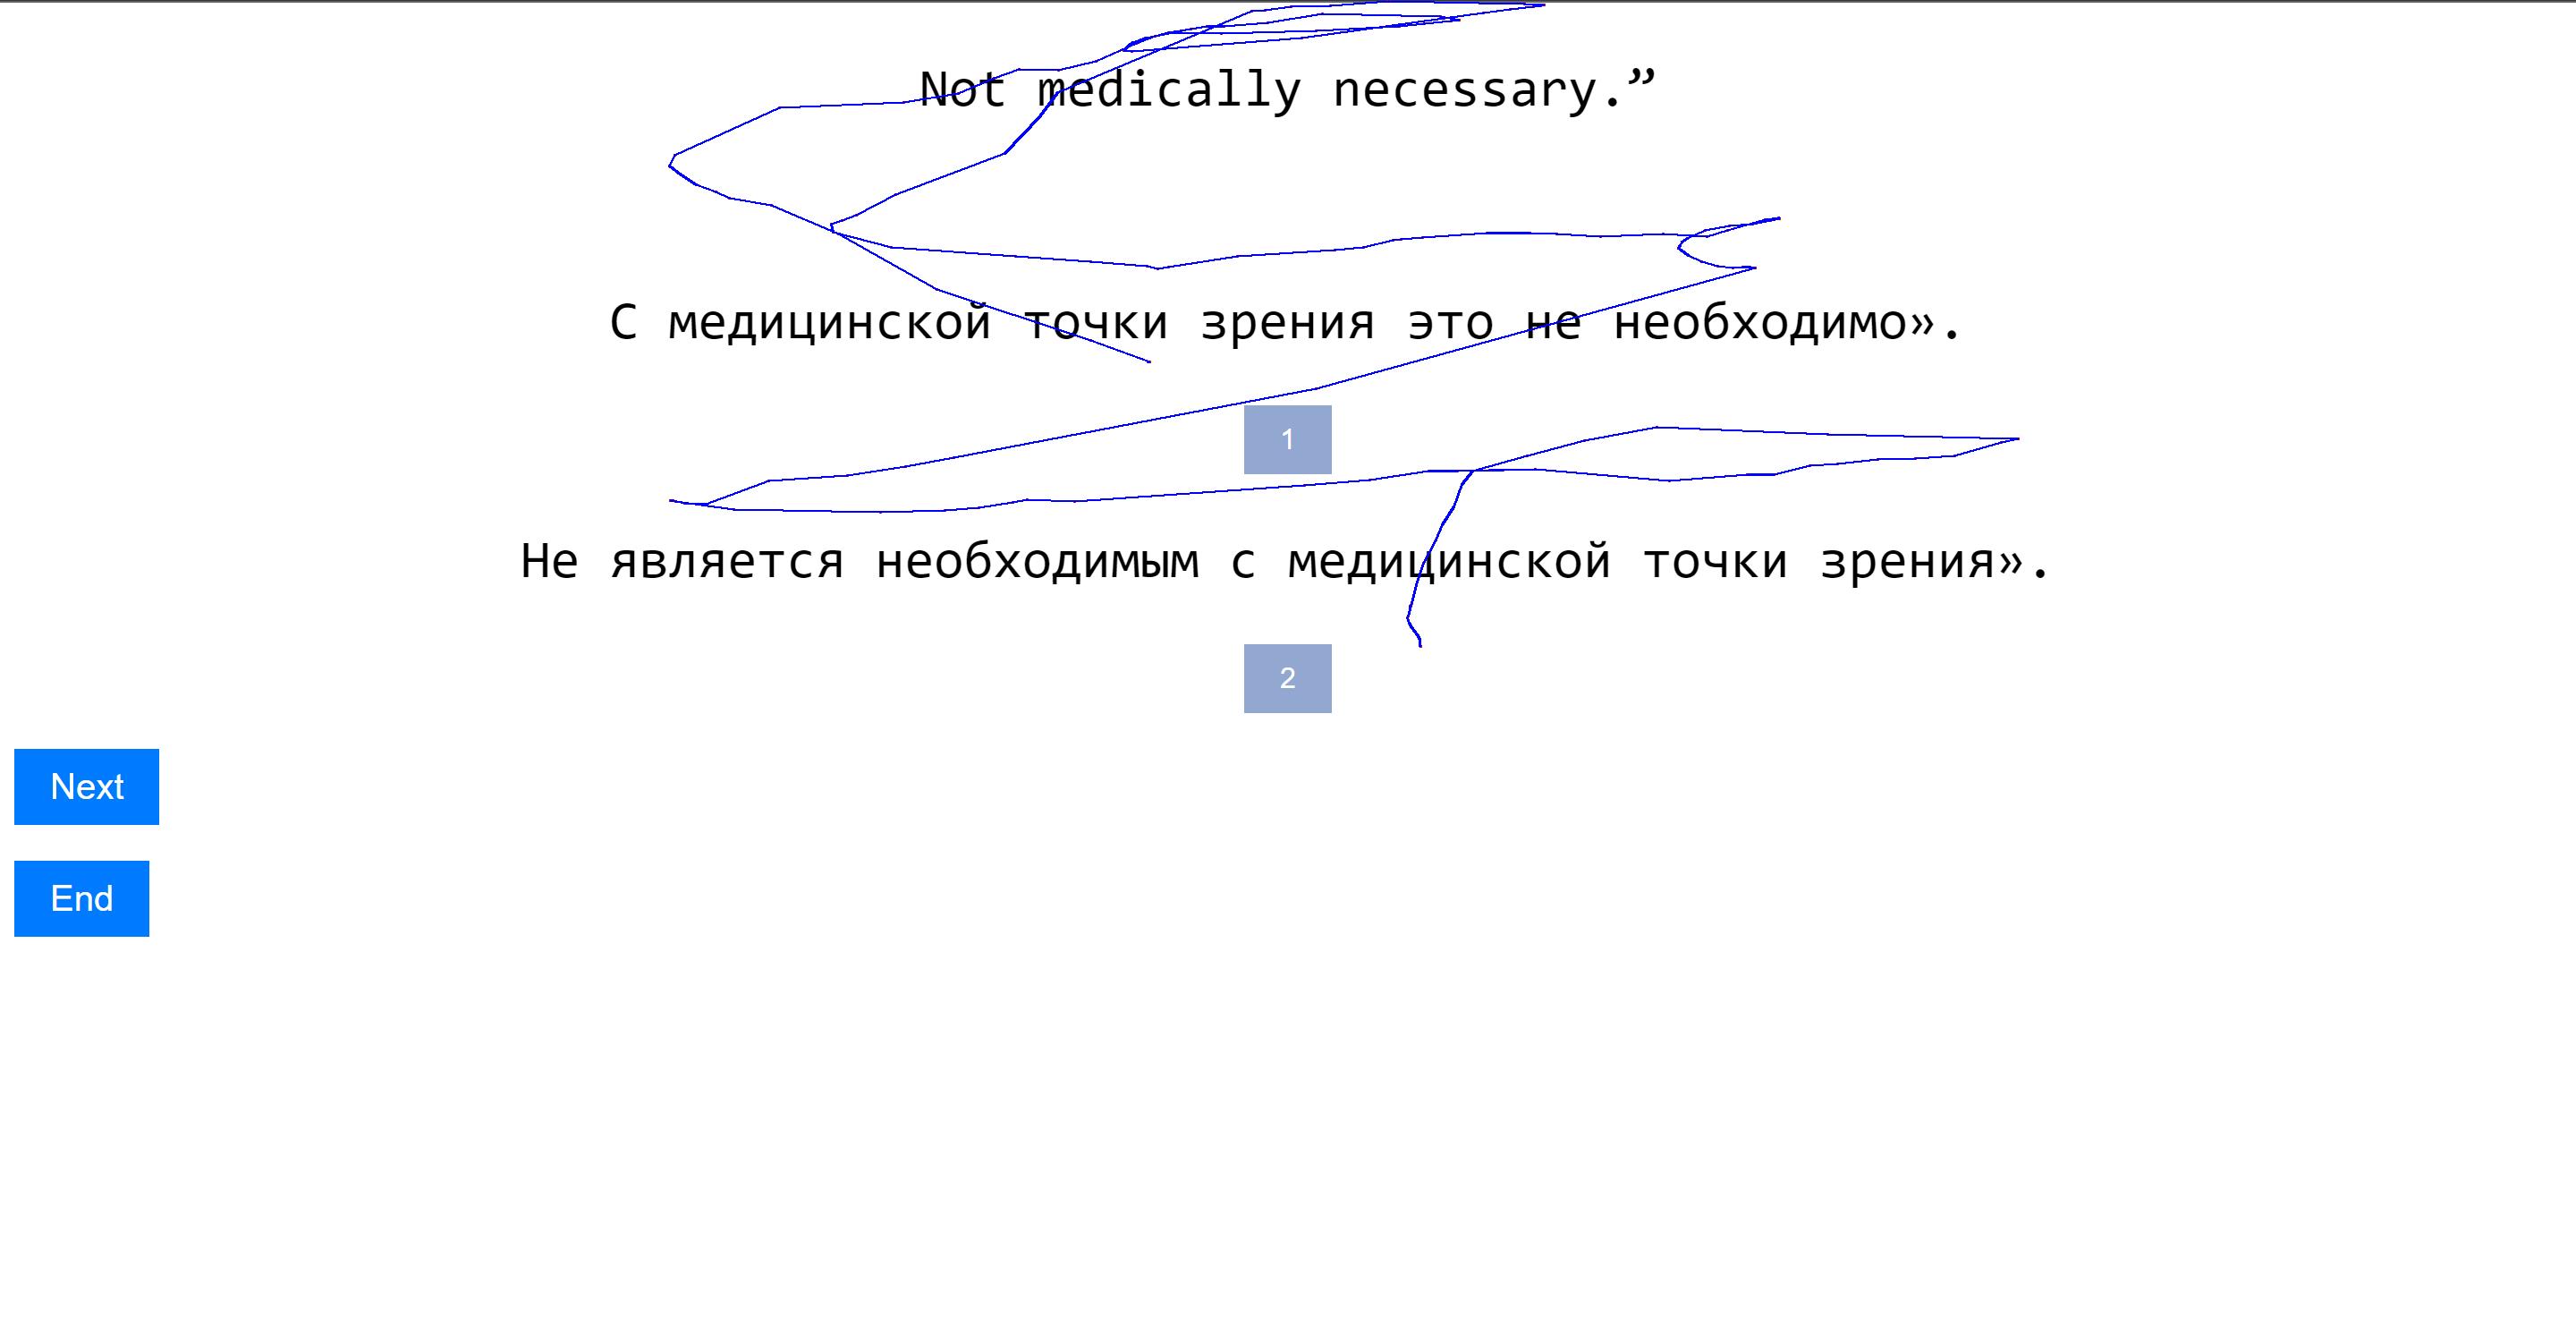 Not medically necessary.”
С медицинской точки зрения это не необходимо».
1
Не является необходимым с медицинской точки зрения».
2
Next
End